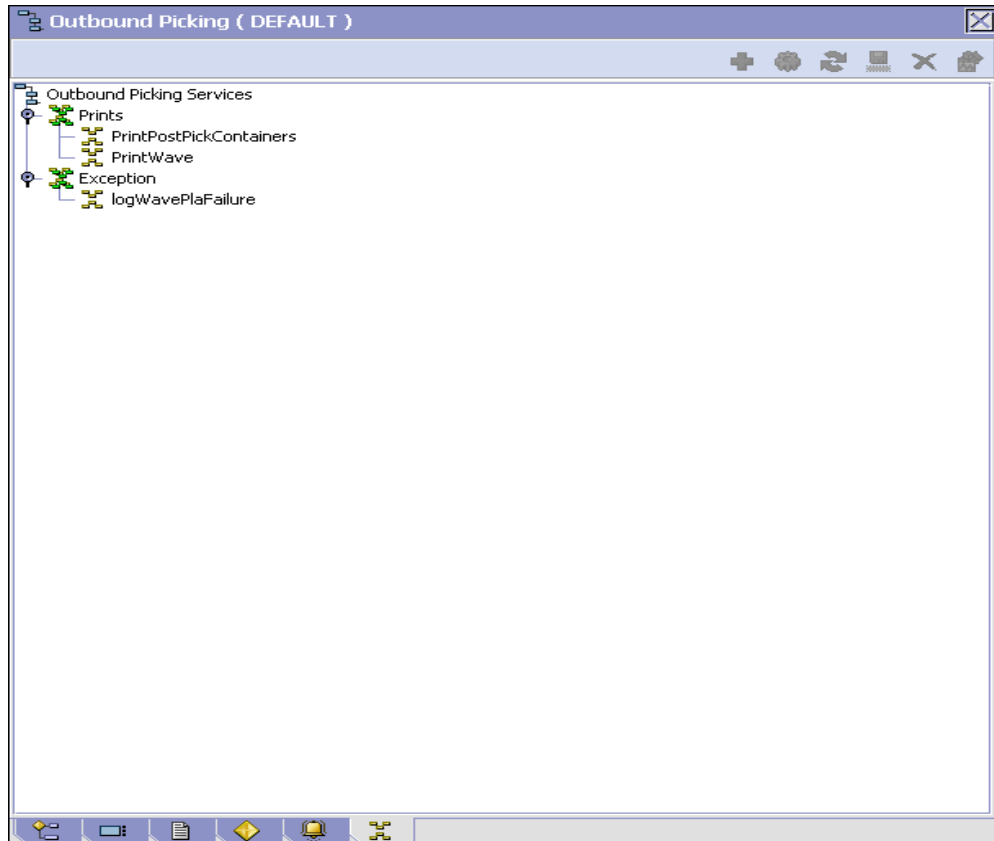 Outbound Picking ( DEFAULT )
Outbound Picking Services
Prints
PrintPostPickContainers
PrintWave
Exception
logWavePlaFailure